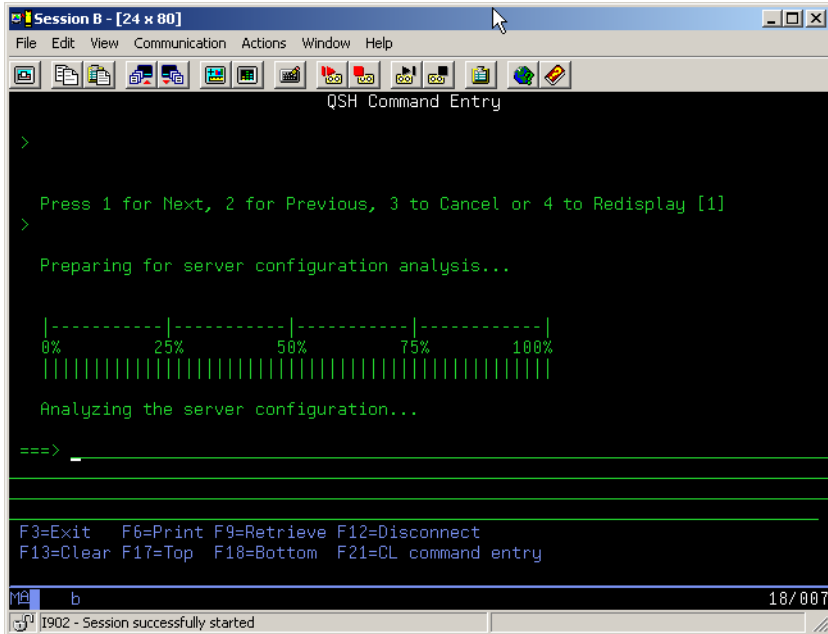 Session B - [24 x 80]
File Edit View Communication Actions Window Help
QSH Command Entry
>
Press 1 for Next, 2 for Previous, 3 to Cancel or 4 to Redisplay [1]
>
Preparing for server configuration analysis...
|-----------|-----------|-----------|------------|
0% 25% 50% 75% 100%
||||||||||||||||||||||||||||||||||||||||||||||||||
Analyzing the server configuration...
===>
F3=Exit F6=Print F9=Retrieve F12=Disconnect
F13=Clear F17=Top F18=Bottom F21=CL command entry
MA b 18/007
I902 - Session successfully started